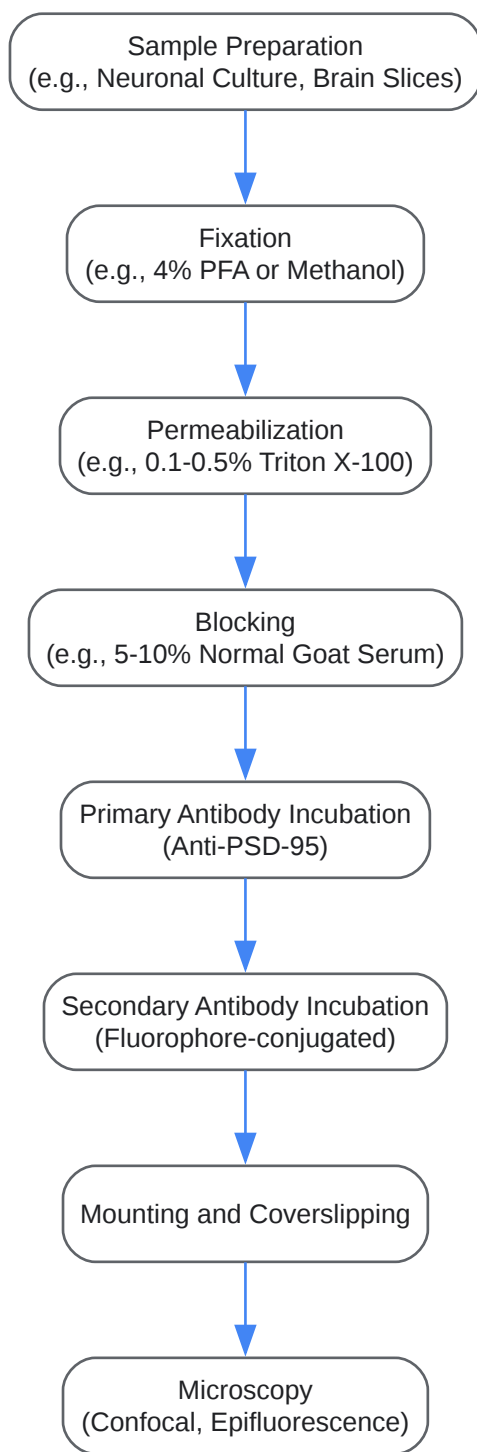 Sample Preparation
(e.g., Neuronal Culture, Brain Slices)
Fixation
(e.g., 4% PFA or Methanol)
Permeabilization
(e.g., 0.1-0.5% Triton X-100)
Blocking
(e.g., 5-10% Normal Goat Serum)
Primary Antibody Incubation
(Anti-PSD-95)
Secondary Antibody Incubation
(Fluorophore-conjugated)
Mounting and Coverslipping
Microscopy
(Confocal, Epifluorescence)